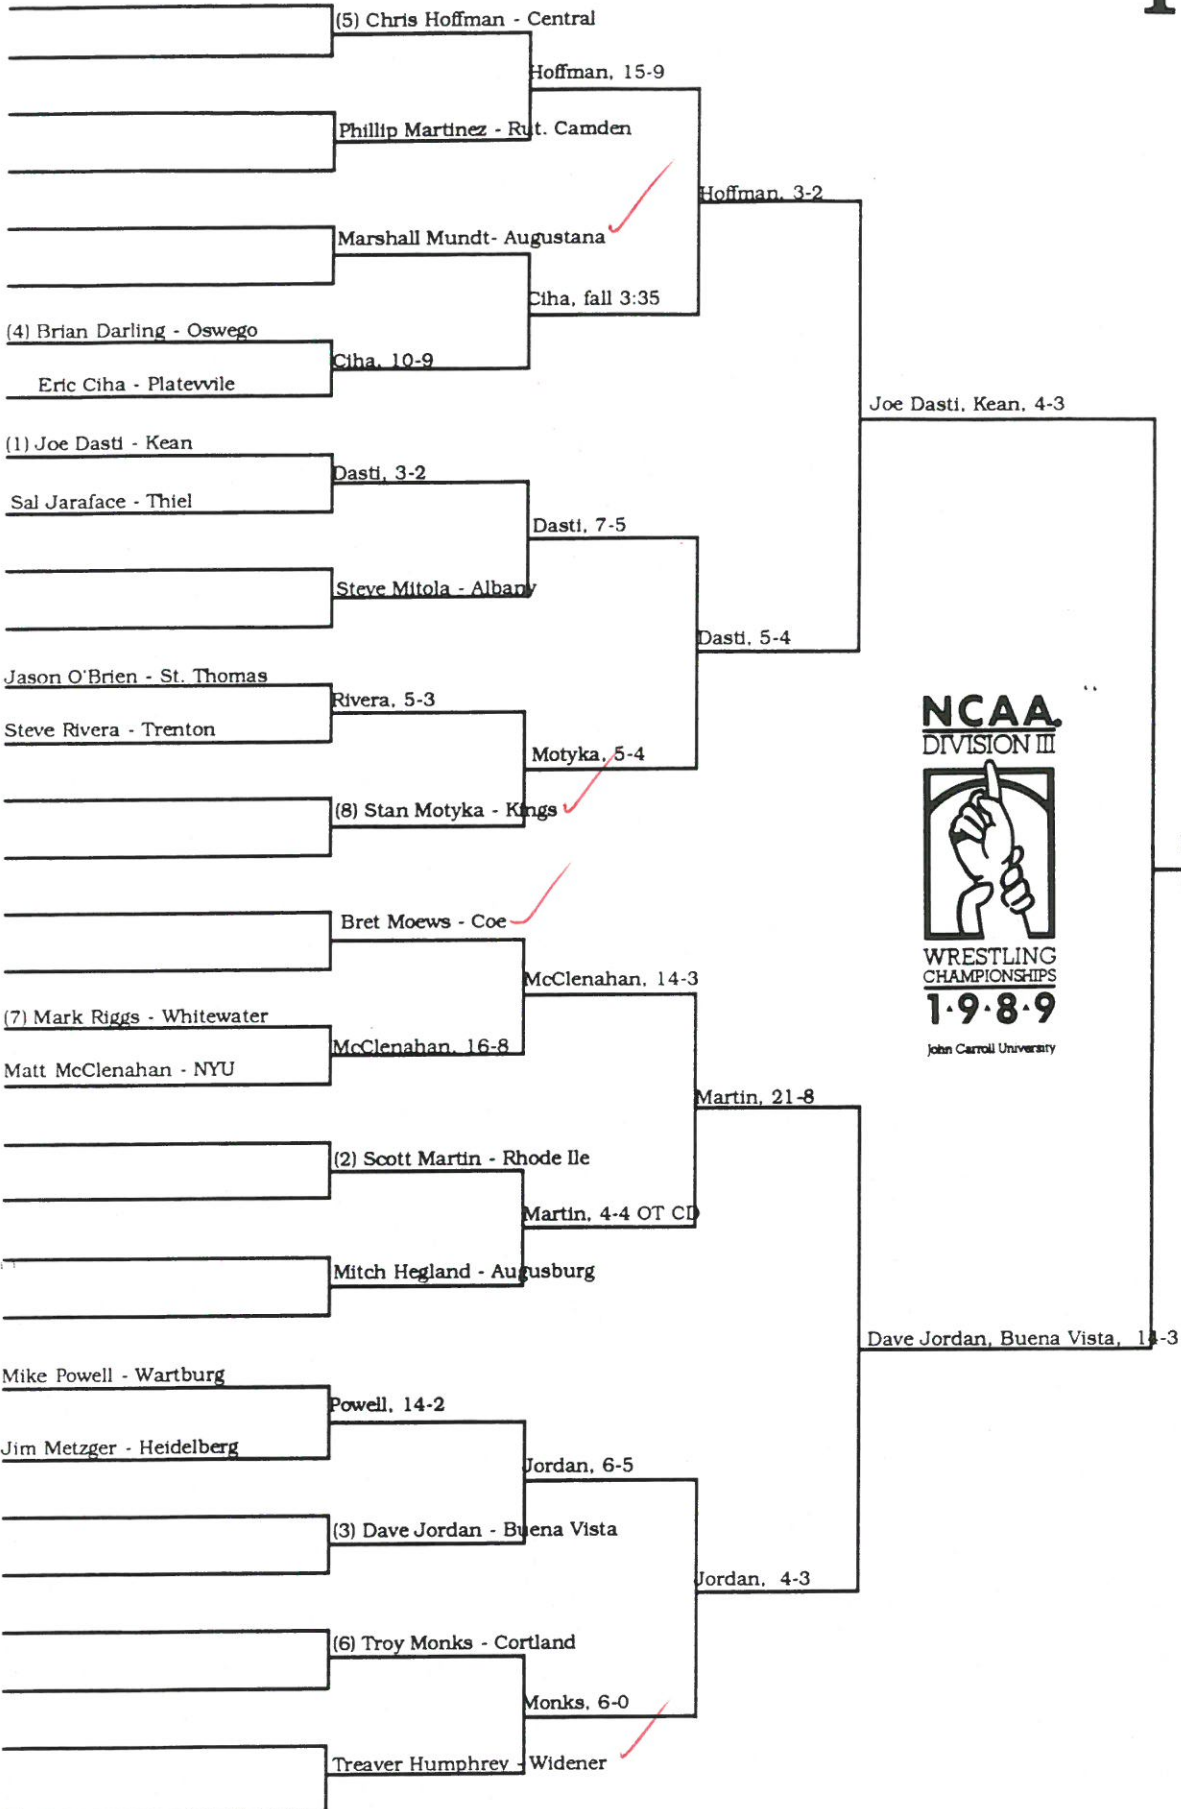 (5) Chris Hoffman - Central
Hoffman, 15-9
Phillip Martinez - Rut. Camden
Hoffman, 3-2
Marshall Mundt- Augustana
Ciha, fall 3:35
(4) Brian Darling - Oswego
Ciha, 10-9
Eric Ciha - Platevvile
Joe Dasti, Kean, 4-3
(1) Joe Dasti - Kean
Dasti, 3-2
Sal Jaraface - Thiel
Dasti, 7-5
Steve Mitola - Albany
Dasti, 5-4
Jason O'Brien - St. Thomas
Rivera, 5-3
Steve Rivera - Trenton
Motyka, 5-4
(8) Stan Motyka - Kings
NCAA
DIVISION III
WRESTLING
CHAMPIONSHIPS
1·9·8·9
John Carroll University
Bret Moews - Coe
McClenahan, 14-3
(7) Mark Riggs - Whitewater
McClenahan, 16-8
Matt McClenahan - NYU
Martin, 21-8
(2) Scott Martin - Rhode Ile
Martin, 4-4 OT CD
Mitch Hegland - Augusburg
Dave Jordan, Buena Vista, 14-3
Mike Powell - Wartburg
Powell, 14-2
Jim Metzger - Heidelberg
Jordan, 6-5
(3) Dave Jordan - Buena Vista
Jordan, 4-3
(6) Troy Monks - Cortland
Monks, 6-0
Treaver Humphrey - Widener